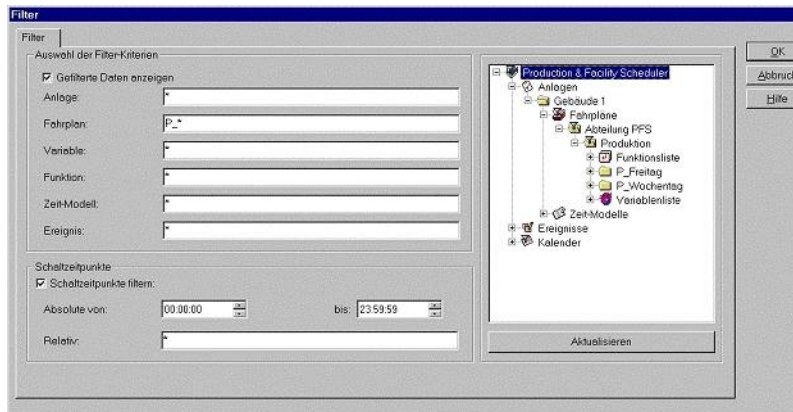 Filter
Filter
Auswahl der Filter-Kriterien
Gefilterte Daten anzeigen
Anlage: *
Fahrplan: P_*
Variable: *
Funktion: *
Zeit-Modell: *
Ereignis: *
Schaltzeitpunkte
Schaltzeitpunkte filtern:
Absolute von: 00:00:00 bis: 23:59:59
Relativ: *
Production & Facility Scheduler
Anlagen
Gebäude 1
Fahrpläne
Abteilung PFS
Produktion
Funktionsliste
P_Freitag
P_Wochentag
Variablenliste
Zeit-Modelle
Ereignisse
Kalender
Aktualisieren
OK
Abbruch
Hilfe